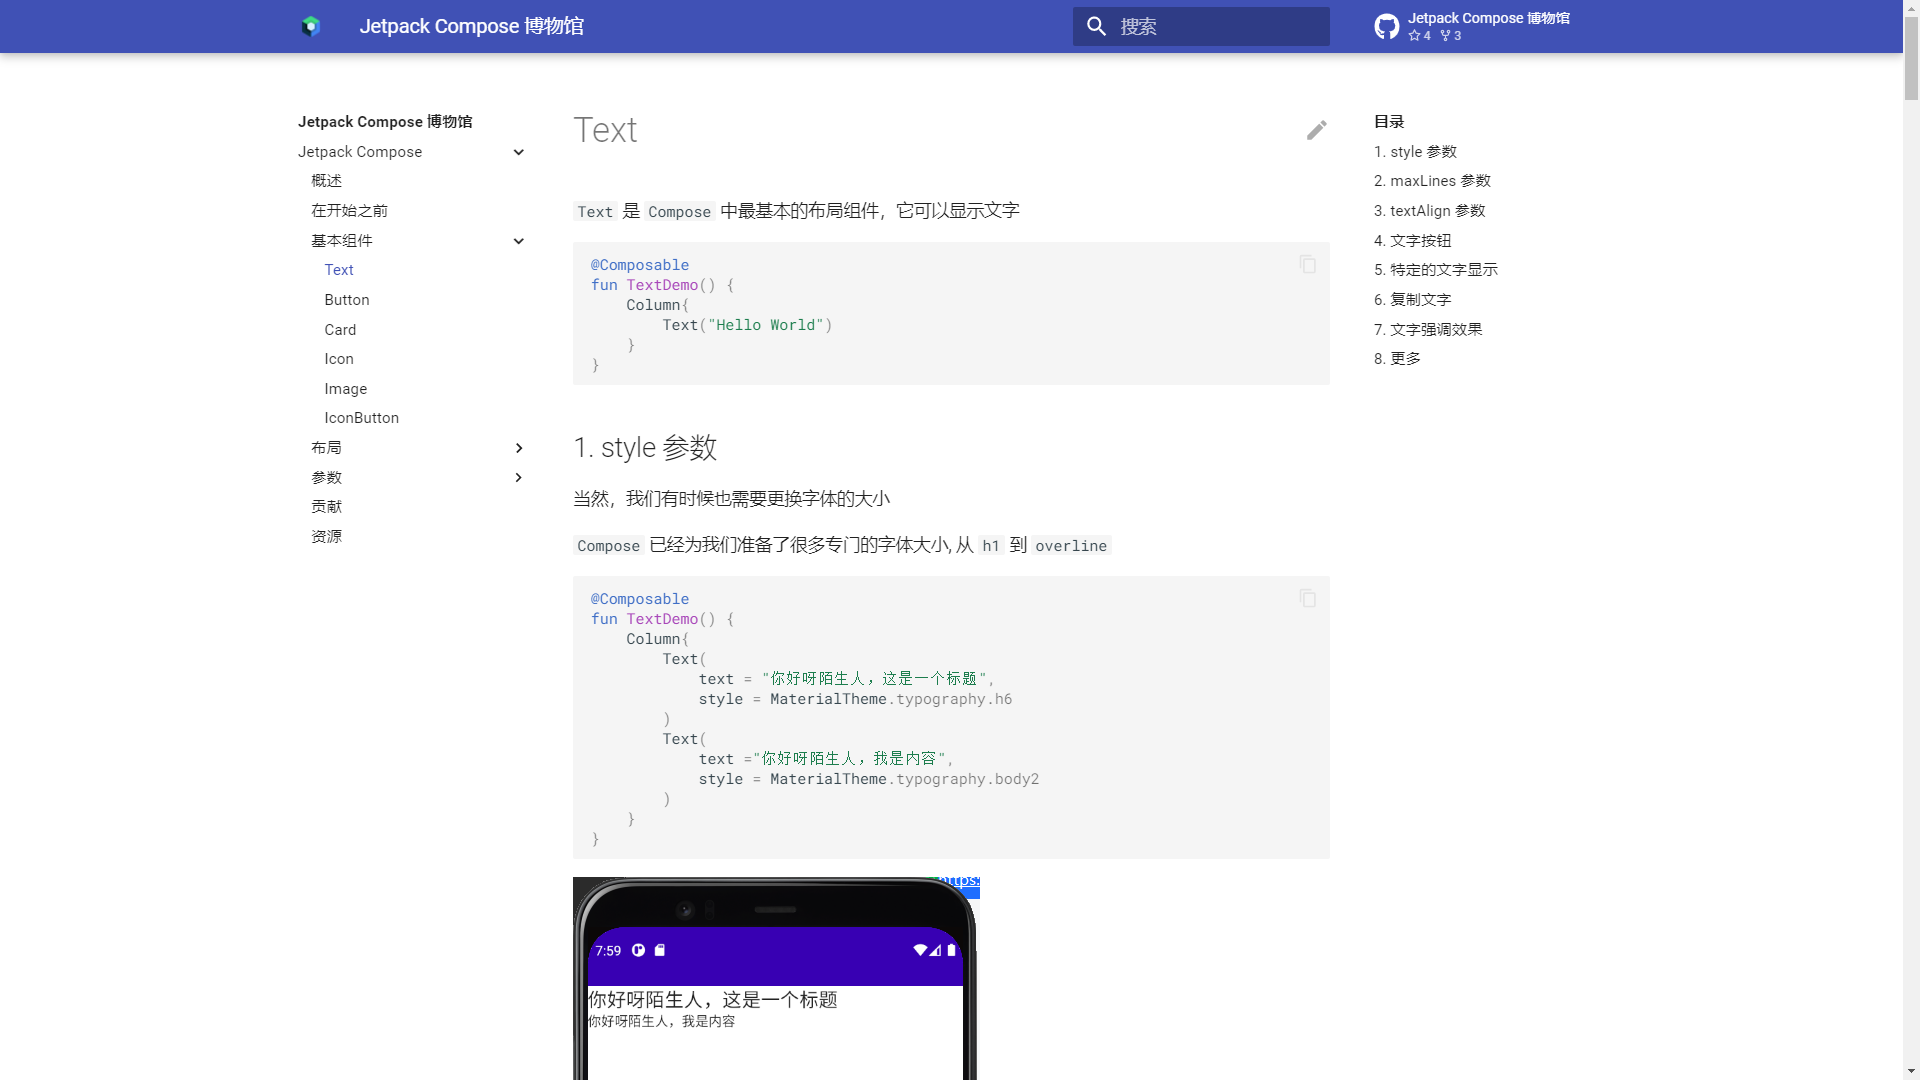 Jetpack Compose 博物馆
搜索
Jetpack Compose 博物馆
4 3
Jetpack Compose 博物馆
Jetpack Compose
概述
在开始之前
基本组件
Text
Button
Card
Icon
Image
IconButton
布局
参数
贡献
资源
Text
Text 是 Compose 中最基本的布局组件，它可以显示文字
@Composable
fun TextDemo() {
    Column{
        Text("Hello World")
    }
}
1. style 参数
当然，我们有时候也需要更换字体的大小
Compose 已经为我们准备了很多专门的字体大小, 从 h1 到 overline
@Composable
fun TextDemo() {
    Column{
        Text(
            text = "你好呀陌生人，这是一个标题",
            style = MaterialTheme.typography.h6
        )
        Text(
            text ="你好呀陌生人，我是内容",
            style = MaterialTheme.typography.body2
        )
    }
}
https:
7:59
你好呀陌生人，这是一个标题
你好呀陌生人，我是内容
目录
1. style 参数
2. maxLines 参数
3. textAlign 参数
4. 文字按钮
5. 特定的文字显示
6. 复制文字
7. 文字强调效果
8. 更多